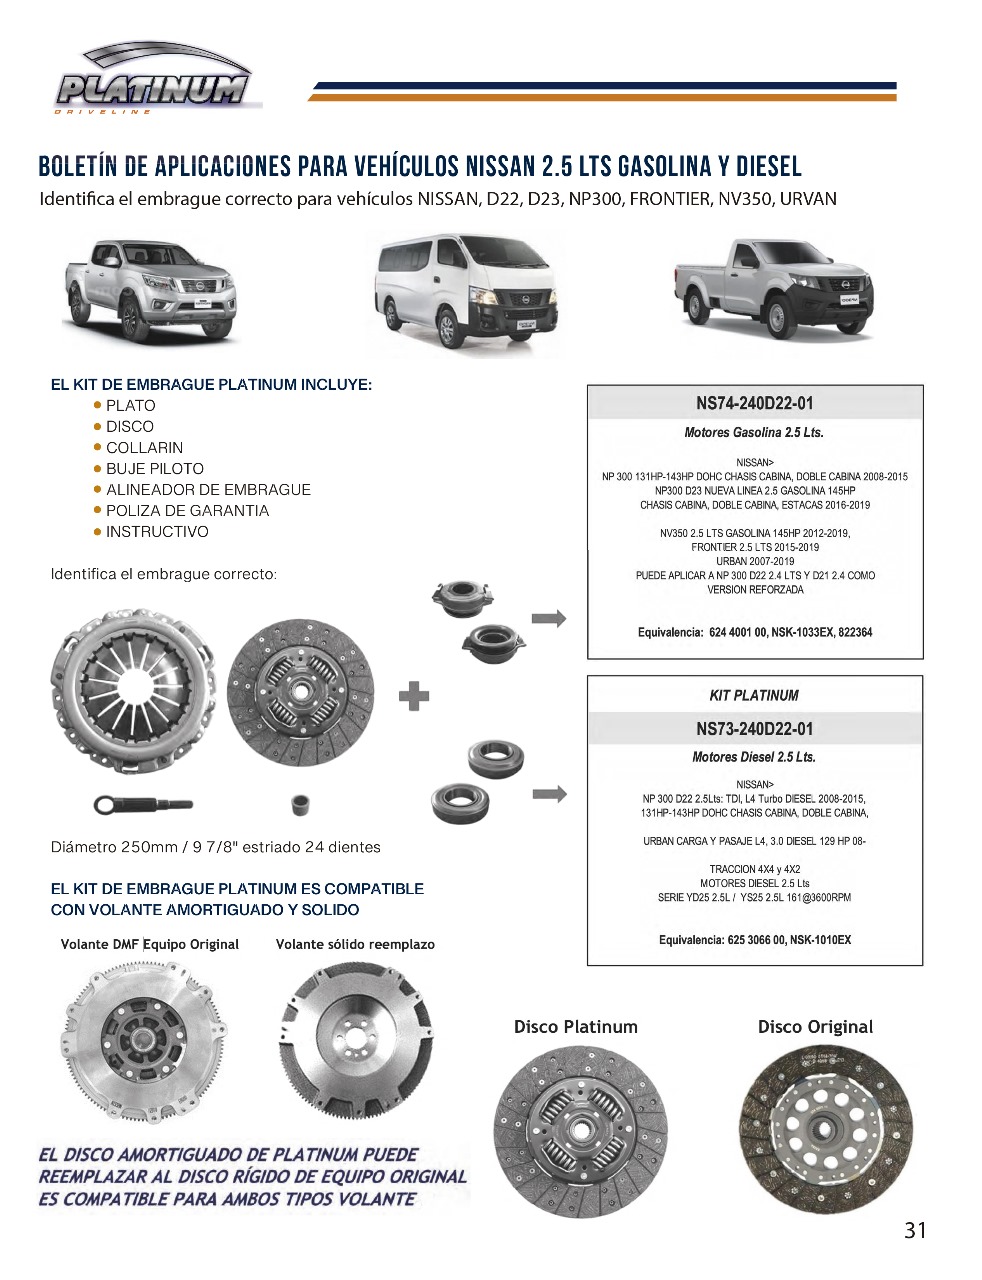 PLATINUM
DRIVELINE
BOLETÍN DE APLICACIONES PARA VEHÍCULOS NISSAN 2.5 LTS GASOLINA Y DIESEL
Identifica el embrague correcto para vehículos NISSAN, D22, D23, NP300, FRONTIER, NV350, URVAN
EL KIT DE EMBRAGUE PLATINUM INCLUYE:
PLATO
DISCO
COLLARIN
BUJE PILOTO
ALINEADOR DE EMBRAGUE
POLIZA DE GARANTIA
INSTRUCTIVO
Identifica el embrague correcto:
Diámetro 250mm / 9 7/8" estriado 24 dientes
EL KIT DE EMBRAGUE PLATINUM ES COMPATIBLE
CON VOLANTE AMORTIGUADO Y SOLIDO
Volante DMF Equipo Original
Volante sólido reemplazo
EL DISCO AMORTIGUADO DE PLATINUM PUEDE
REEMPLAZAR AL DISCO RÍGIDO DE EQUIPO ORIGINAL
ES COMPATIBLE PARA AMBOS TIPOS VOLANTE
NS74-240D22-01
Motores Gasolina 2.5 Lts.
NISSAN>
NP 300 131HP-143HP DOHC CHASIS CABINA, DOBLE CABINA 2008-2015
NP300 D23 NUEVA LINEA 2.5 GASOLINA 145HP
CHASIS CABINA, DOBLE CABINA, ESTACAS 2016-2019
NV350 2.5 LTS GASOLINA 145HP 2012-2019,
FRONTIER 2.5 LTS 2015-2019
URBAN 2007-2019
PUEDE APLICAR A NP 300 D22 2.4 LTS Y D21 2.4 COMO
VERSION REFORZADA
Equivalencia: 624 4001 00, NSK-1033EX, 822364
KIT PLATINUM
NS73-240D22-01
Motores Diesel 2.5 Lts.
NISSAN>
NP 300 D22 2.5Lts: TDI, L4 Turbo DIESEL 2008-2015,
131HP-143HP DOHC CHASIS CABINA, DOBLE CABINA,
URBAN CARGA Y PASAJE L4, 3.0 DIESEL 129 HP 08-
TRACCION 4X4 y 4X2
MOTORES DIESEL 2.5 Lts
SERIE YD25 2.5L / YS25 2.5L 161@3600RPM
Equivalencia: 625 3066 00, NSK-1010EX
Disco Platinum
Disco Original
31